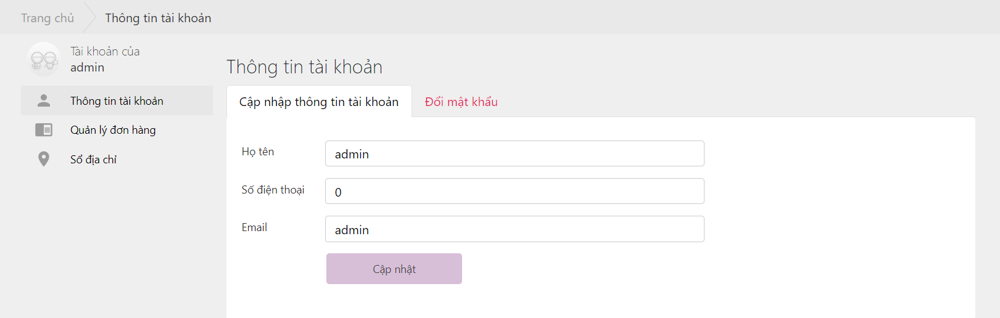 Trang chủ
Thông tin tài khoản
Tài khoản của
admin
Thông tin tài khoản
Quản lý đơn hàng
Sổ địa chỉ
Thông tin tài khoản
Cập nhập thông tin tài khoản
Đổi mật khẩu
Họ tên
admin
Số điện thoại
0
Email
admin
Cập nhật